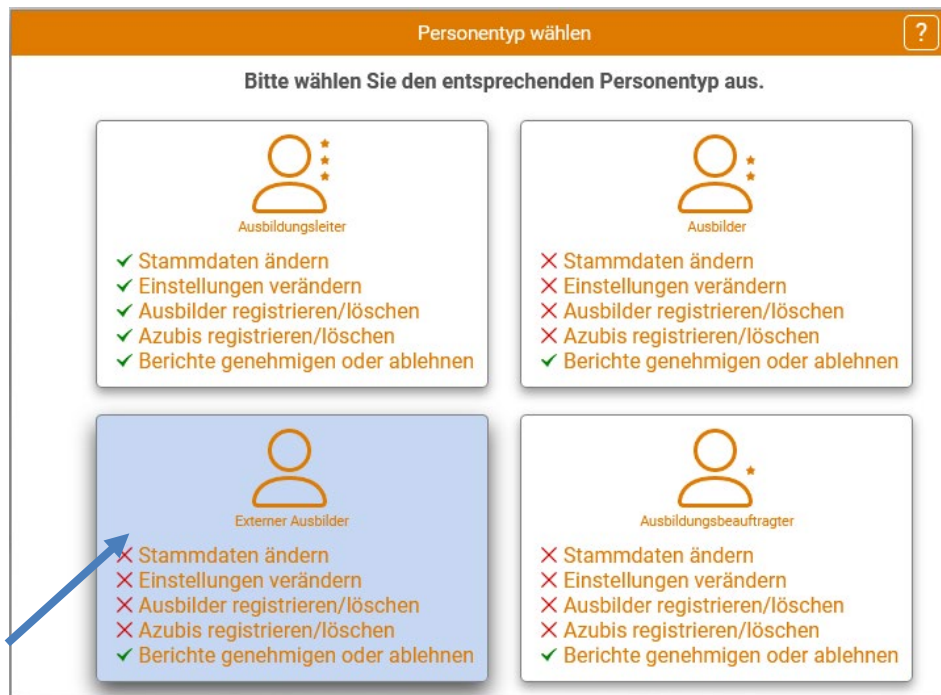 Personentyp wählen
?
Bitte wählen Sie den entsprechenden Personentyp aus.
Ausbildungsleiter
Stammdaten ändern
Einstellungen verändern
Ausbilder registrieren/löschen
Azubis registrieren/löschen
Berichte genehmigen oder ablehnen
Ausbilder
Stammdaten ändern
Einstellungen verändern
Ausbilder registrieren/löschen
Azubis registrieren/löschen
Berichte genehmigen oder ablehnen
Externer Ausbilder
Stammdaten ändern
Einstellungen verändern
Ausbilder registrieren/löschen
Azubis registrieren/löschen
Berichte genehmigen oder ablehnen
Ausbildungsbeauftragter
Stammdaten ändern
Einstellungen verändern
Ausbilder registrieren/löschen
Azubis registrieren/löschen
Berichte genehmigen oder ablehnen